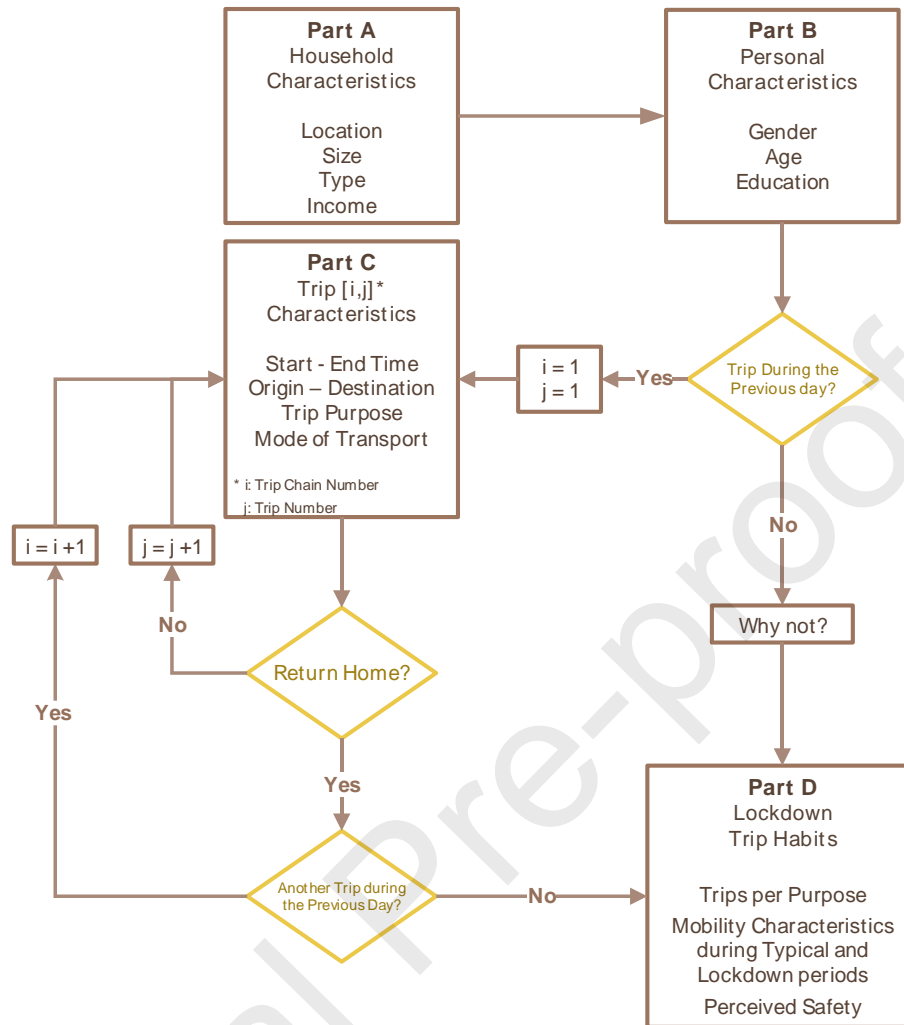 Part A
Household
Characteristics
Location
Size
Type
Income
Part B
Personal
Characteristics
Gender
Age
Education
Part C
Trip [i,j]*
Characteristics
Start - End Time
Origin – Destination
Trip Purpose
Mode of Transport
* i: Trip Chain Number
j: Trip Number
i = 1
j = 1
Yes
Trip During the
Previous day?
No
Why not?
i = i +1
j = j +1
No
Return Home?
Yes
Yes
Another Trip during
the Previous Day?
No
Part D
Lockdown
Trip Habits
Trips per Purpose
Mobility Characteristics
during Typical and
Lockdown periods
Perceived Safety
al Pre-proof